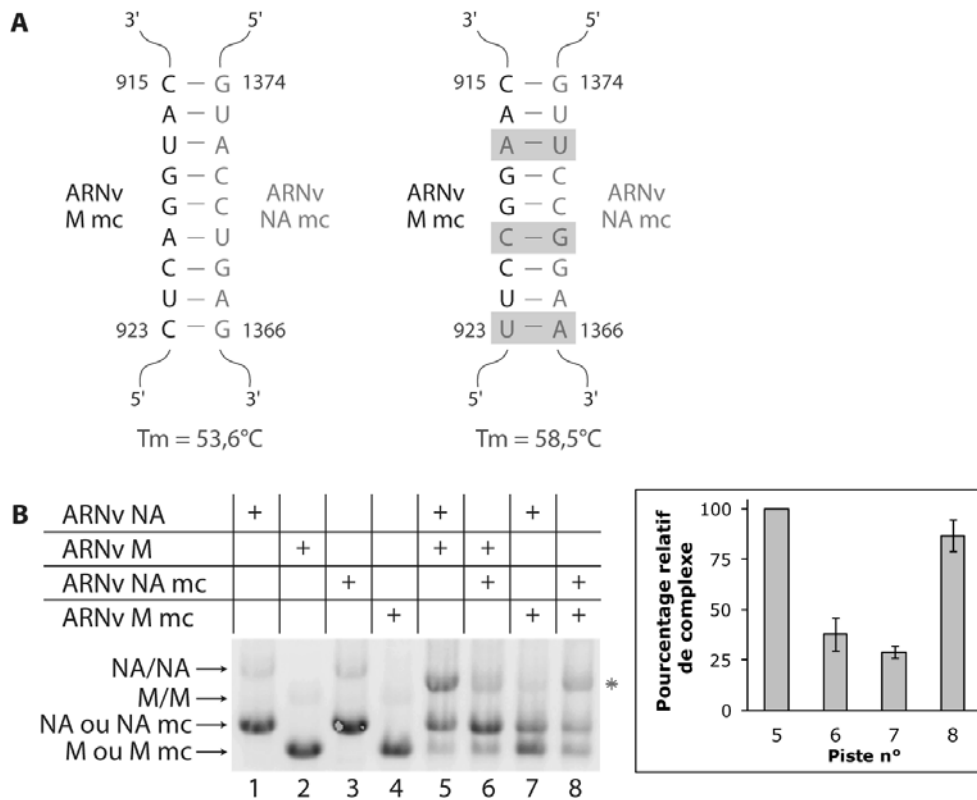 A
3' 5' 3' 5'
915 C – G 1374 915 C – G 1374
A – U A – U
U – A A – U
G – C G – C
ARNv M mc G – C ARNv NA mc ARNv M mc G – C ARNv NA mc
A – U C – G
C – G C – G
U – A U – A
923 C – G 1366 923 U – A 1366
5' 3' 5' 3'
Tm = 53,6°C Tm = 58,5°C
B
ARNv NA + + +
ARNv M + + +
ARNv NA mc + + +
ARNv M mc + + +
NA/NA
M/M
NA ou NA mc
M ou M mc
*
1 2 3 4 5 6 7 8
Pourcentage relatif
de complexe
100
75
50
25
0
5 6 7 8
Piste n°